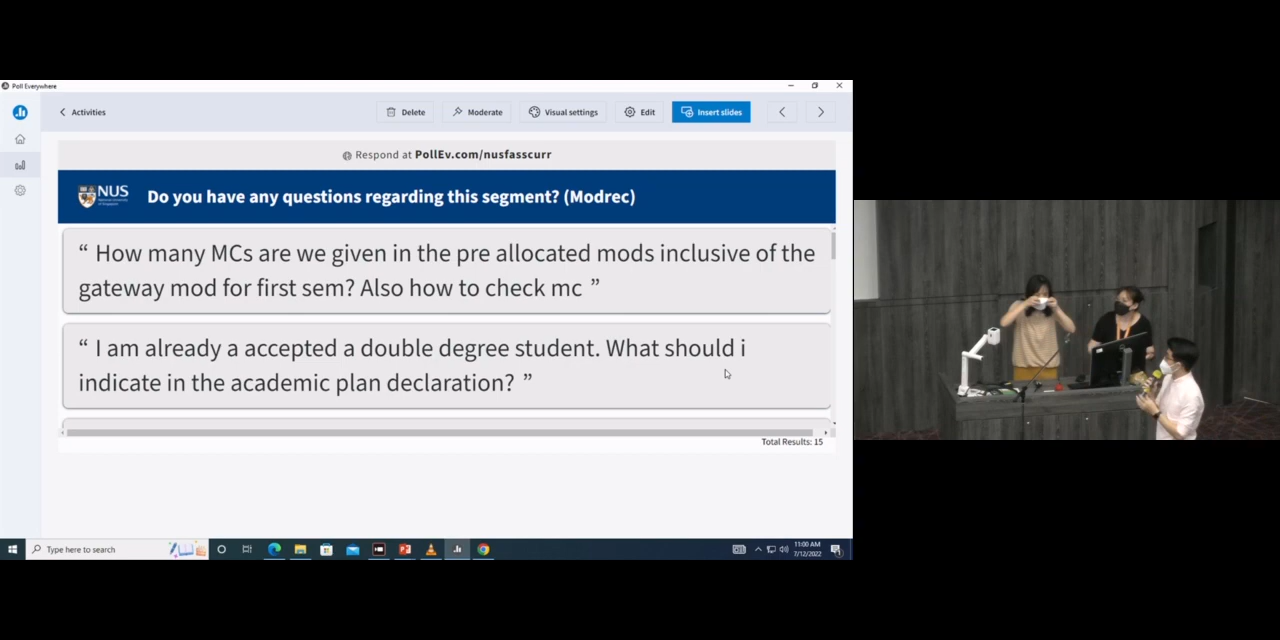 Poll Everywhere
Activities
Delete
Moderate
Visual settings
Edit
Insert slides
Respond at PollEv.com/nusfasscurr
NUS
National University
of Singapore
Do you have any questions regarding this segment? (Modrec)
“ How many MCs are we given in the pre allocated mods inclusive of the
gateway mod for first sem? Also how to check mc ”
“ I am already a accepted a double degree student. What should i
indicate in the academic plan declaration? ”
Total Results: 15
Type here to search
11:00 AM
7/12/2022